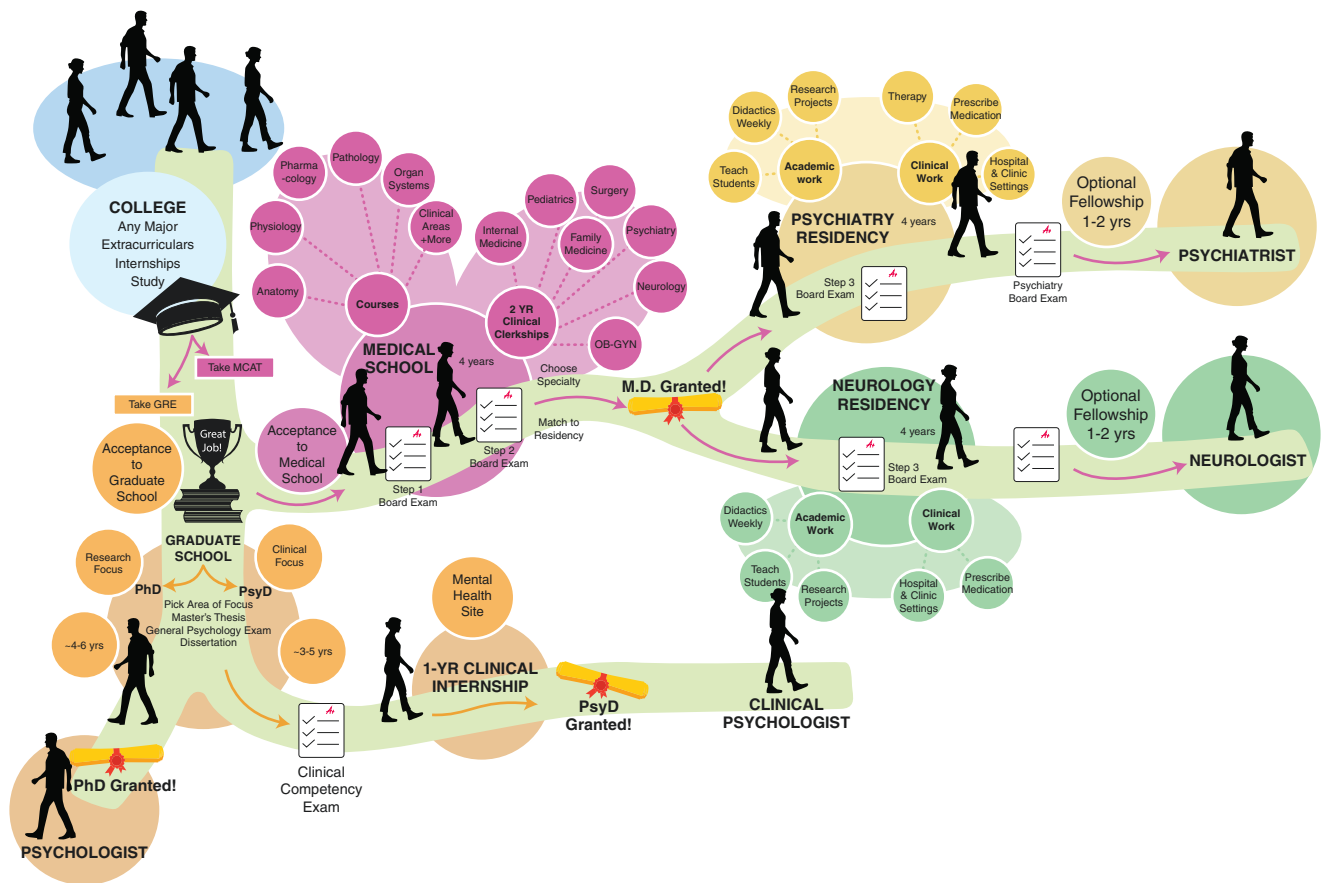 COLLEGE
Any Major
Extracurriculars
Internships
Study
Take MCAT
Take GRE
Great
Job!
Acceptance
to
Graduate
School
Acceptance
to
Medical
School
Pharma
-cology
Pathology
Organ
Systems
Clinical
Areas
+More
Physiology
Anatomy
Courses
MEDICAL
SCHOOL
4 years
Internal
Medicine
Pediatrics
Surgery
Family
Medicine
Psychiatry
Neurology
OB-GYN
2 YR
Clinical
Clerkships
Step 1
Board Exam
Step 2
Board Exam
Choose
Specialty
Match to
Residency
M.D. Granted!
Didactics
Weekly
Research
Projects
Teach
Students
Academic
work
Therapy
Prescribe
Medication
Hospital
& Clinic
Settings
Clinical
Work
PSYCHIATRY
RESIDENCY
4 years
Step 3
Board Exam
Psychiatry
Board Exam
Optional
Fellowship
1-2 yrs
PSYCHIATRIST
NEUROLOGY
RESIDENCY
4 years
Step 3
Board Exam
Optional
Fellowship
1-2 yrs
NEUROLOGIST
Didactics
Weekly
Academic
Work
Clinical
Work
Teach
Students
Research
Projects
Hospital
& Clinic
Settings
Prescribe
Medication
GRADUATE
SCHOOL
Research
Focus
Clinical
Focus
PhD
PsyD
Pick Area of Focus
Master's Thesis
General Psychology Exam
Dissertation
~4-6 yrs
~3-5 yrs
PhD Granted!
PSYCHOLOGIST
Clinical
Competency
Exam
Mental
Health
Site
1-YR CLINICAL
INTERNSHIP
PsyD
Granted!
CLINICAL
PSYCHOLOGIST